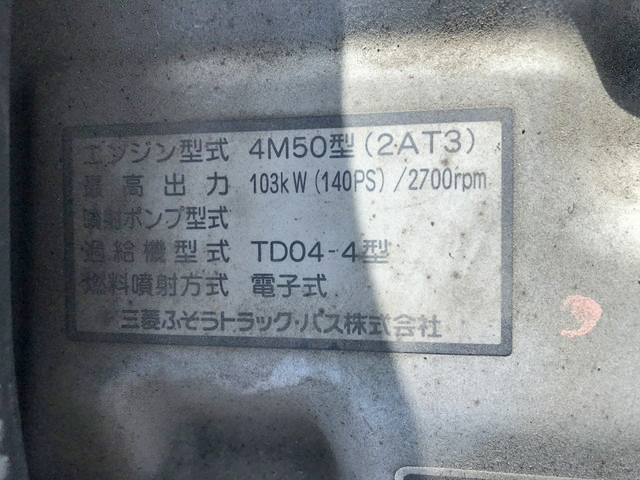 エンジン型式 4M50型(2-AT3)
最高出力 103kW(140PS)/2700rpm
噴射ポンプ型式
過給機型式 TD04-4型
燃料噴射方式 電子式
三菱ふそうトラック・バス株式会社